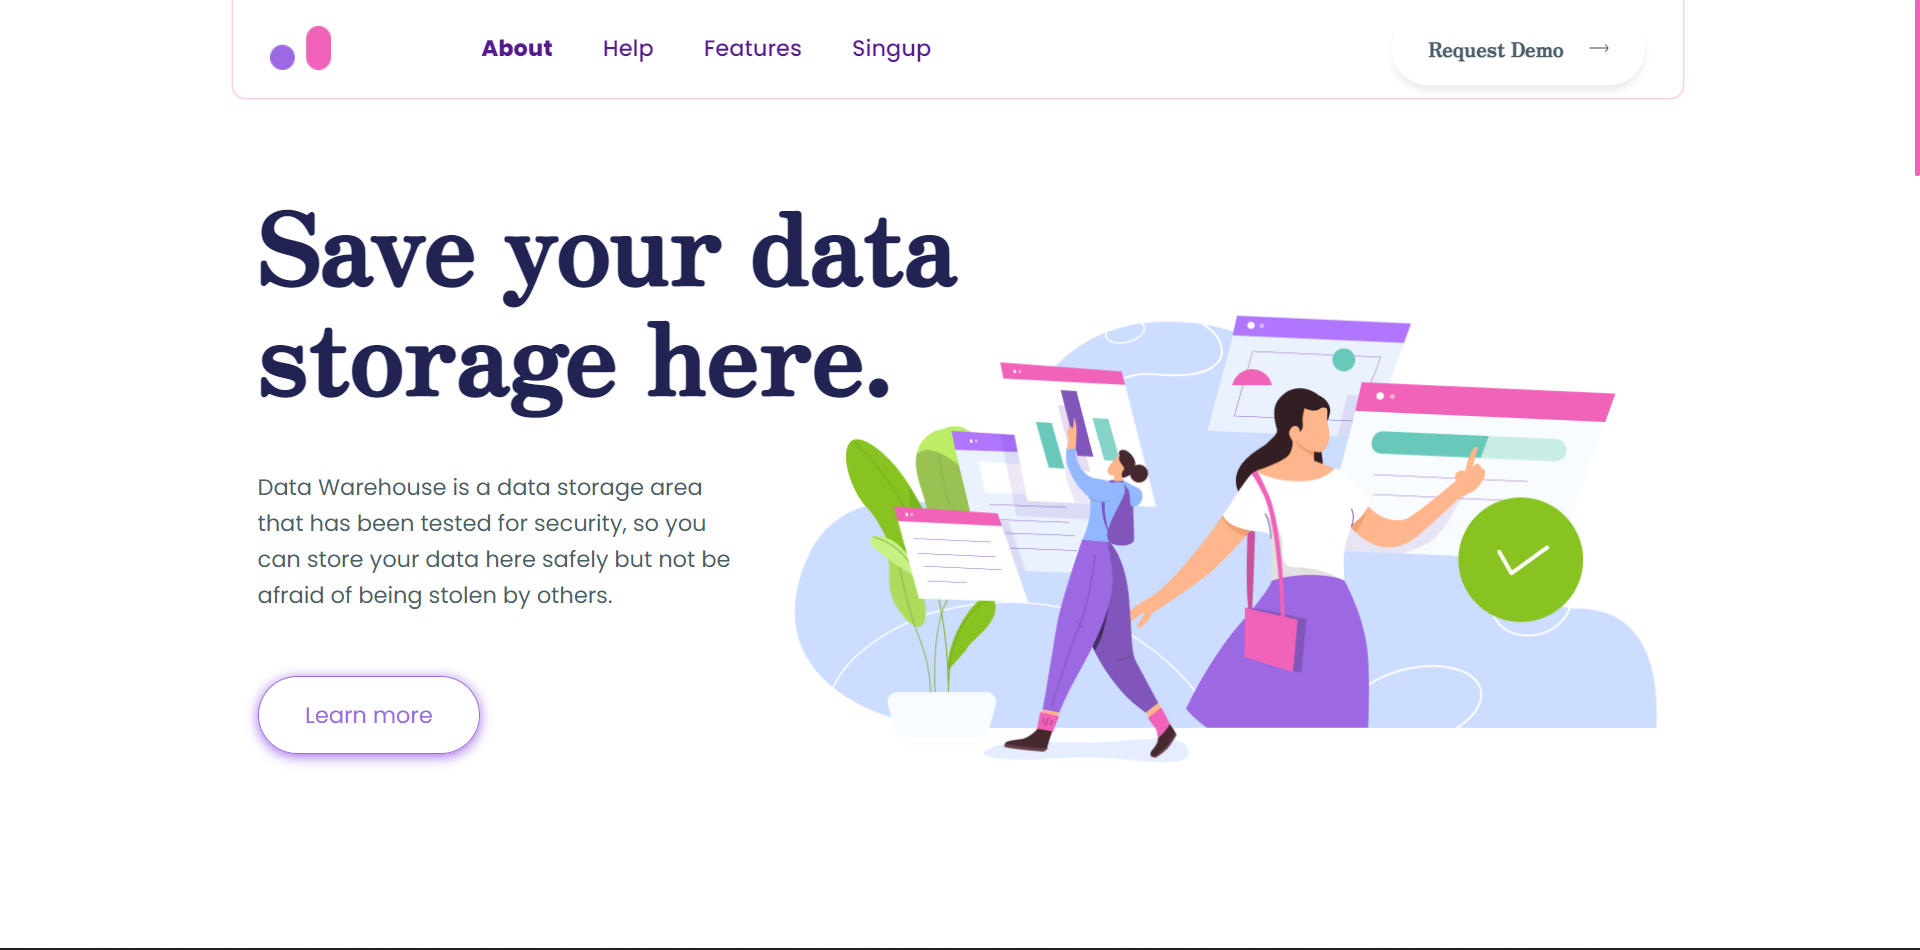 About Help Features Singup
Request Demo →
Save your data
storage here.
Data Warehouse is a data storage area
that has been tested for security, so you
can store your data here safely but not be
afraid of being stolen by others.
Learn more